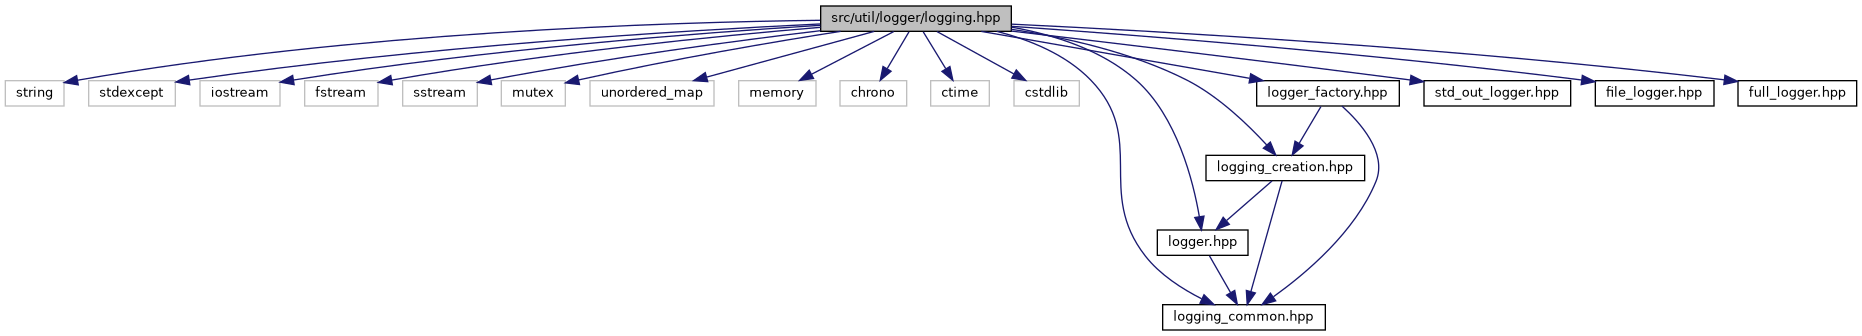 src/util/logger/logging.hpp
string
stdexcept
iostream
fstream
sstream
mutex
unordered_map
memory
chrono
ctime
cstdlib
logger_factory.hpp
std_out_logger.hpp
file_logger.hpp
full_logger.hpp
logging_creation.hpp
logger.hpp
logging_common.hpp